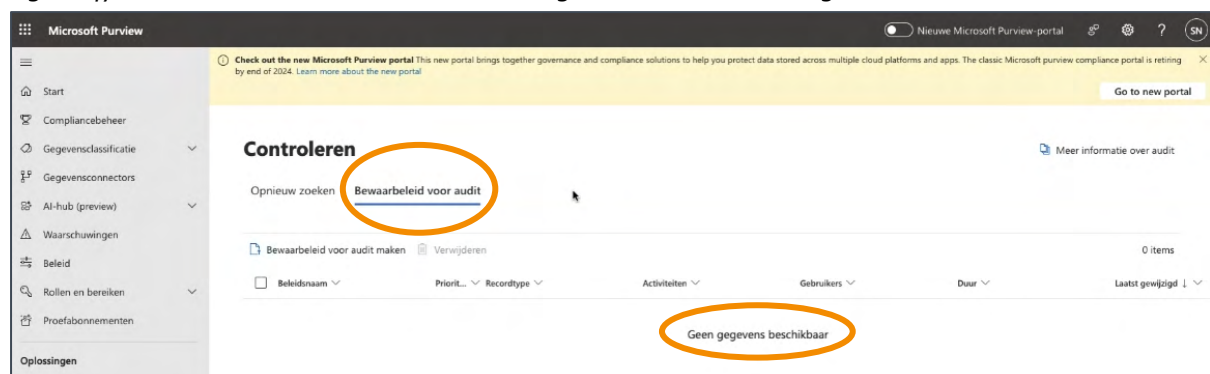 Microsoft Purview
Nieuwe Microsoft Purview-portal
SN
Check out the new Microsoft Purview portal This new portal brings together governance and compliance solutions to help you protect data stored across multiple cloud platforms and apps. The classic Microsoft purview compliance portal is retiring
by end of 2024. Learn more about the new portal
Go to new portal
Start
Compliancebeheer
Gegevensclassificatie
Gegevensconnectors
AI-hub (preview)
Waarschuwingen
Beleid
Rollen en bereiken
Proefabonnementen
Oplossingen
Controleren
Meer informatie over audit
Opnieuw zoeken
Bewaarbeleid voor audit
Bewaarbeleid voor audit maken
Verwijderen
0 items
Beleidsnaam
Priorit...
Recordtype
Activiteiten
Gebruikers
Duur
Laatst gewijzigd
Geen gegevens beschikbaar